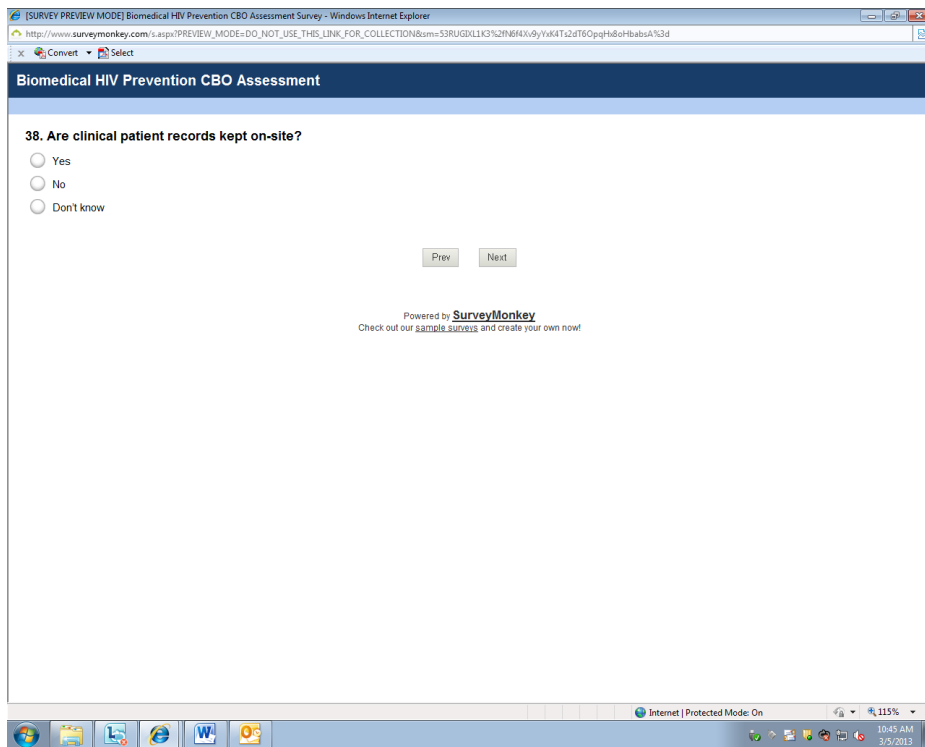 [SURVEY PREVIEW MODE] Biomedical HIV Prevention CBO Assessment Survey - Windows Internet Explorer
http://www.surveymonkey.com/s.aspx?PREVIEW_MODE=DO_NOT_USE_THIS_LINK_FOR_COLLECTION&sm=
x Convert Select
Biomedical HIV Prevention CBO Assessment
38. Are clinical patient records kept on-site?
Yes
No
Don't know
Prev Next
Powered by SurveyMonkey
Check out our sample surveys and create your own now!
Internet | Protected Mode: On 115%
10:45 AM
3/5/2013